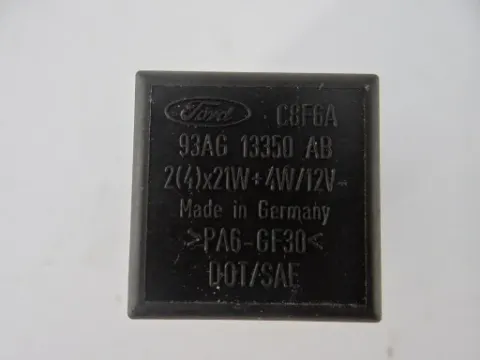 Ford C8F6A
93AG 13350 AB
2(4)x21W+4W/12V-
Made in Germany
>PA6-GF30<
DOT/SAE